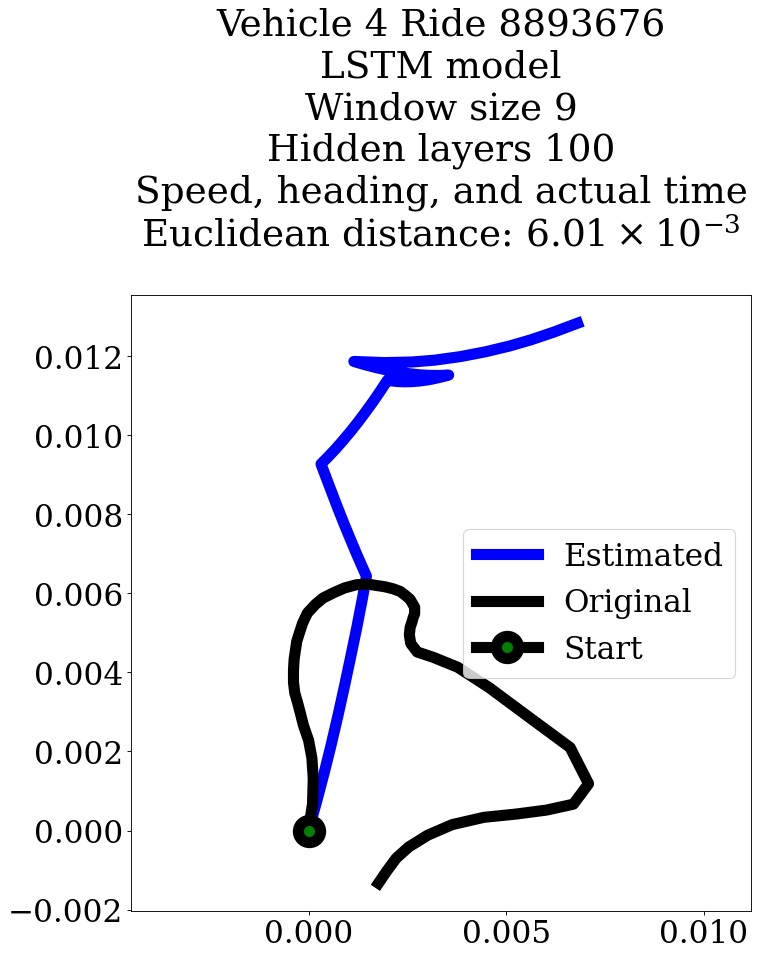 Vehicle 4 Ride 8893676
LSTM model
Window size 9
Hidden layers 100
Speed, heading, and actual time
Euclidean distance: 6.01 × 10⁻³
0.012
0.010
0.008
0.006
0.004
0.002
0.000
−0.002
Estimated
Original
Start
0.000 0.005 0.010